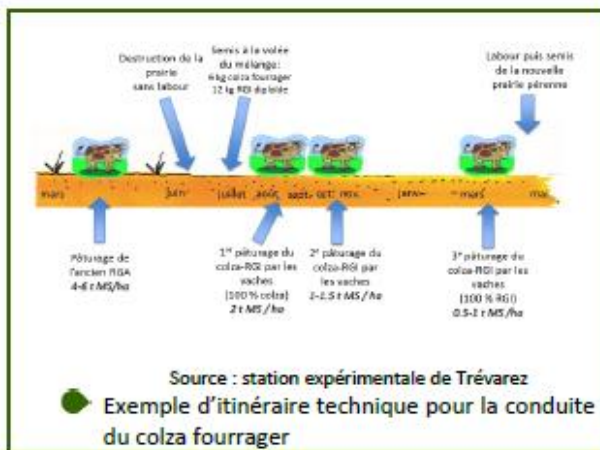 Destruction de la
prairie
sans labour
Semis à la volée
du mélange:
6 kg colza fourrager
12 kg RGI diploïde
Labour puis semis
de la nouvelle
prairie pérenne
mars
juin
juillet
août
sept.
oct.
nov.
janv.
mars
mai
Pâturage de
l'ancien RGA
4-6 t MS/ha
1er pâturage du
colza-RGI par les
vaches
(100 % colza)
2 t MS / ha
2e pâturage du
colza-RGI par
les vaches
1-1.5 t MS / ha
3e pâturage du
colza-RGI par les
vaches
(100 % RGI)
0.5-1 t MS /ha
Source : station expérimentale de Trévarez
Exemple d'itinéraire technique pour la conduite
du colza fourrager